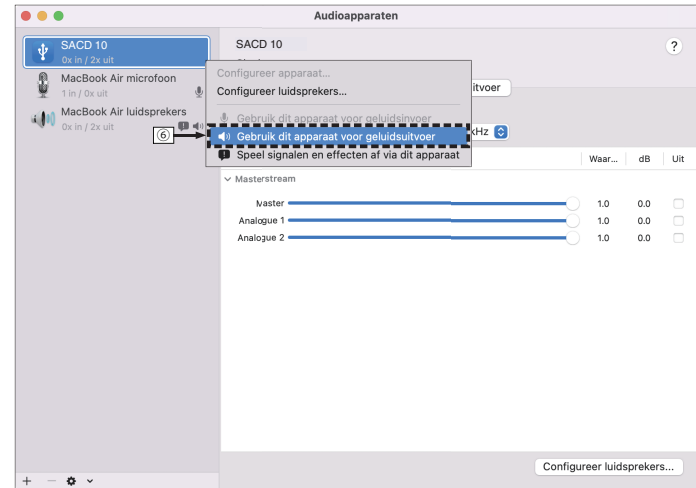 Audioapparaten
SACD 10
0x in / 2x uit
MacBook Air microfoon
1 in / 0x uit
MacBook Air luidsprekers
0x in / 2x uit
⑥
SACD 10
?
Configureer apparaat...
Configureer luidsprekers...
itvoer
Gebruik dit apparaat voor geluidsinvoer
Gebruik dit apparaat voor geluidsuitvoer
kHz
Speel signalen en effecten af via dit apparaat
Waar... dB Uit
Masterstream
Master 1.0 0.0
Analogue 1 1.0 0.0
Analogue 2 1.0 0.0
Configureer luidsprekers...